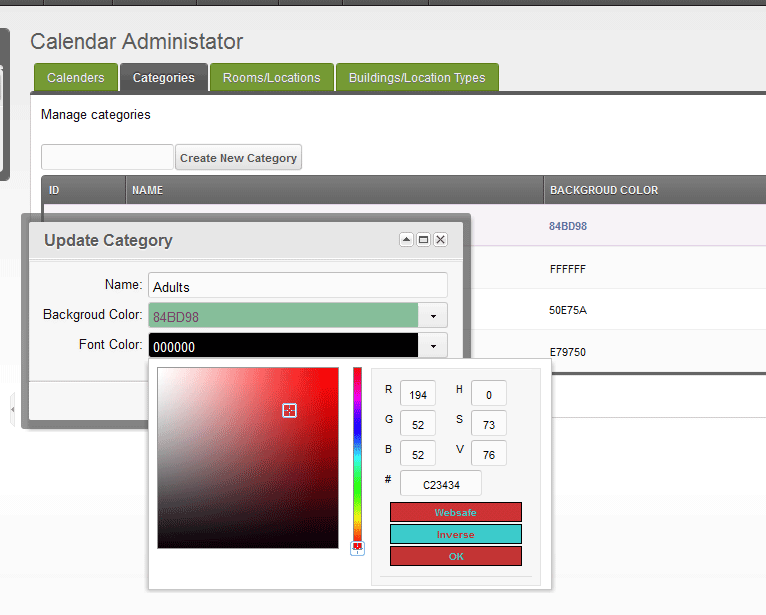 Calendar Administator
Calenders Categories Rooms/Locations Buildings/Location Types
Manage categories
Create New Category
ID NAME BACKGROUD COLOR
84BD98
FFFFFF
50E75A
E79750
Update Category
Name: Adults
Backgroud Color: 84BD98
Font Color: 000000
R 194 H 0
G 52 S 73
B 52 V 76
# C23434
Websafe
Inverse
OK